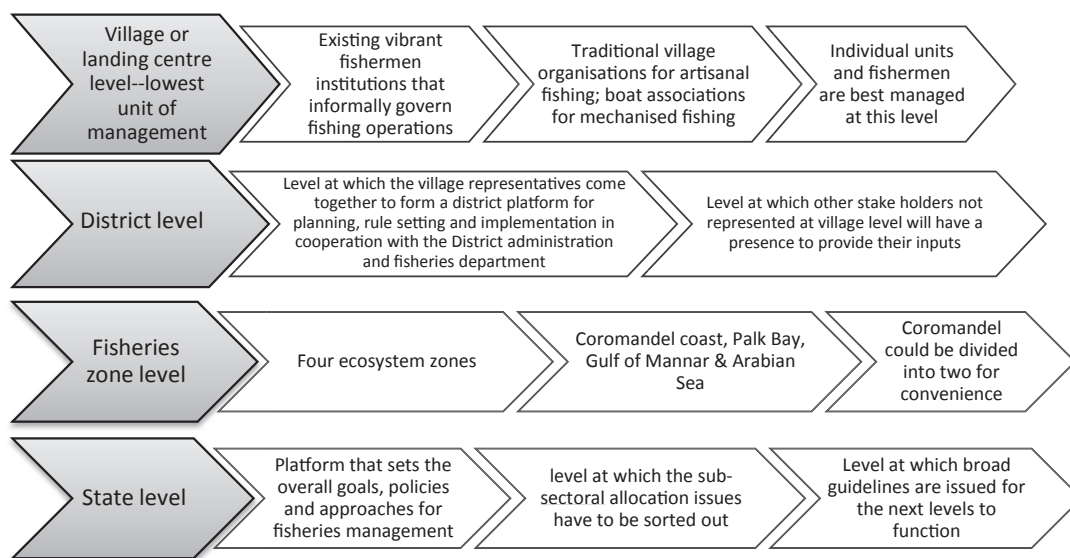 Village or
landing centre
level--lowest
unit of
management
Existing vibrant
fishermen
institutions that
informally govern
fishing operations
Traditional village
organisations for artisanal
fishing; boat associations
for mechanised fishing
Individual units
and fishermen
are best managed
at this level
District level
Level at which the village representatives come
together to form a district platform for
planning, rule setting and implementation in
cooperation with the District administration
and fisheries department
Level at which other stake holders not
represented at village level will have a
presence to provide their inputs
Fisheries
zone level
Four ecosystem zones
Coromandel coast, Palk Bay,
Gulf of Mannar & Arabian
Sea
Coromandel
could be divided
into two for
convenience
State level
Platform that sets the
overall goals, policies
and approaches for
fisheries management
level at which the sub-
sectoral allocation issues
have to be sorted out
Level at which broad
guidelines are issued for
the next levels to
function